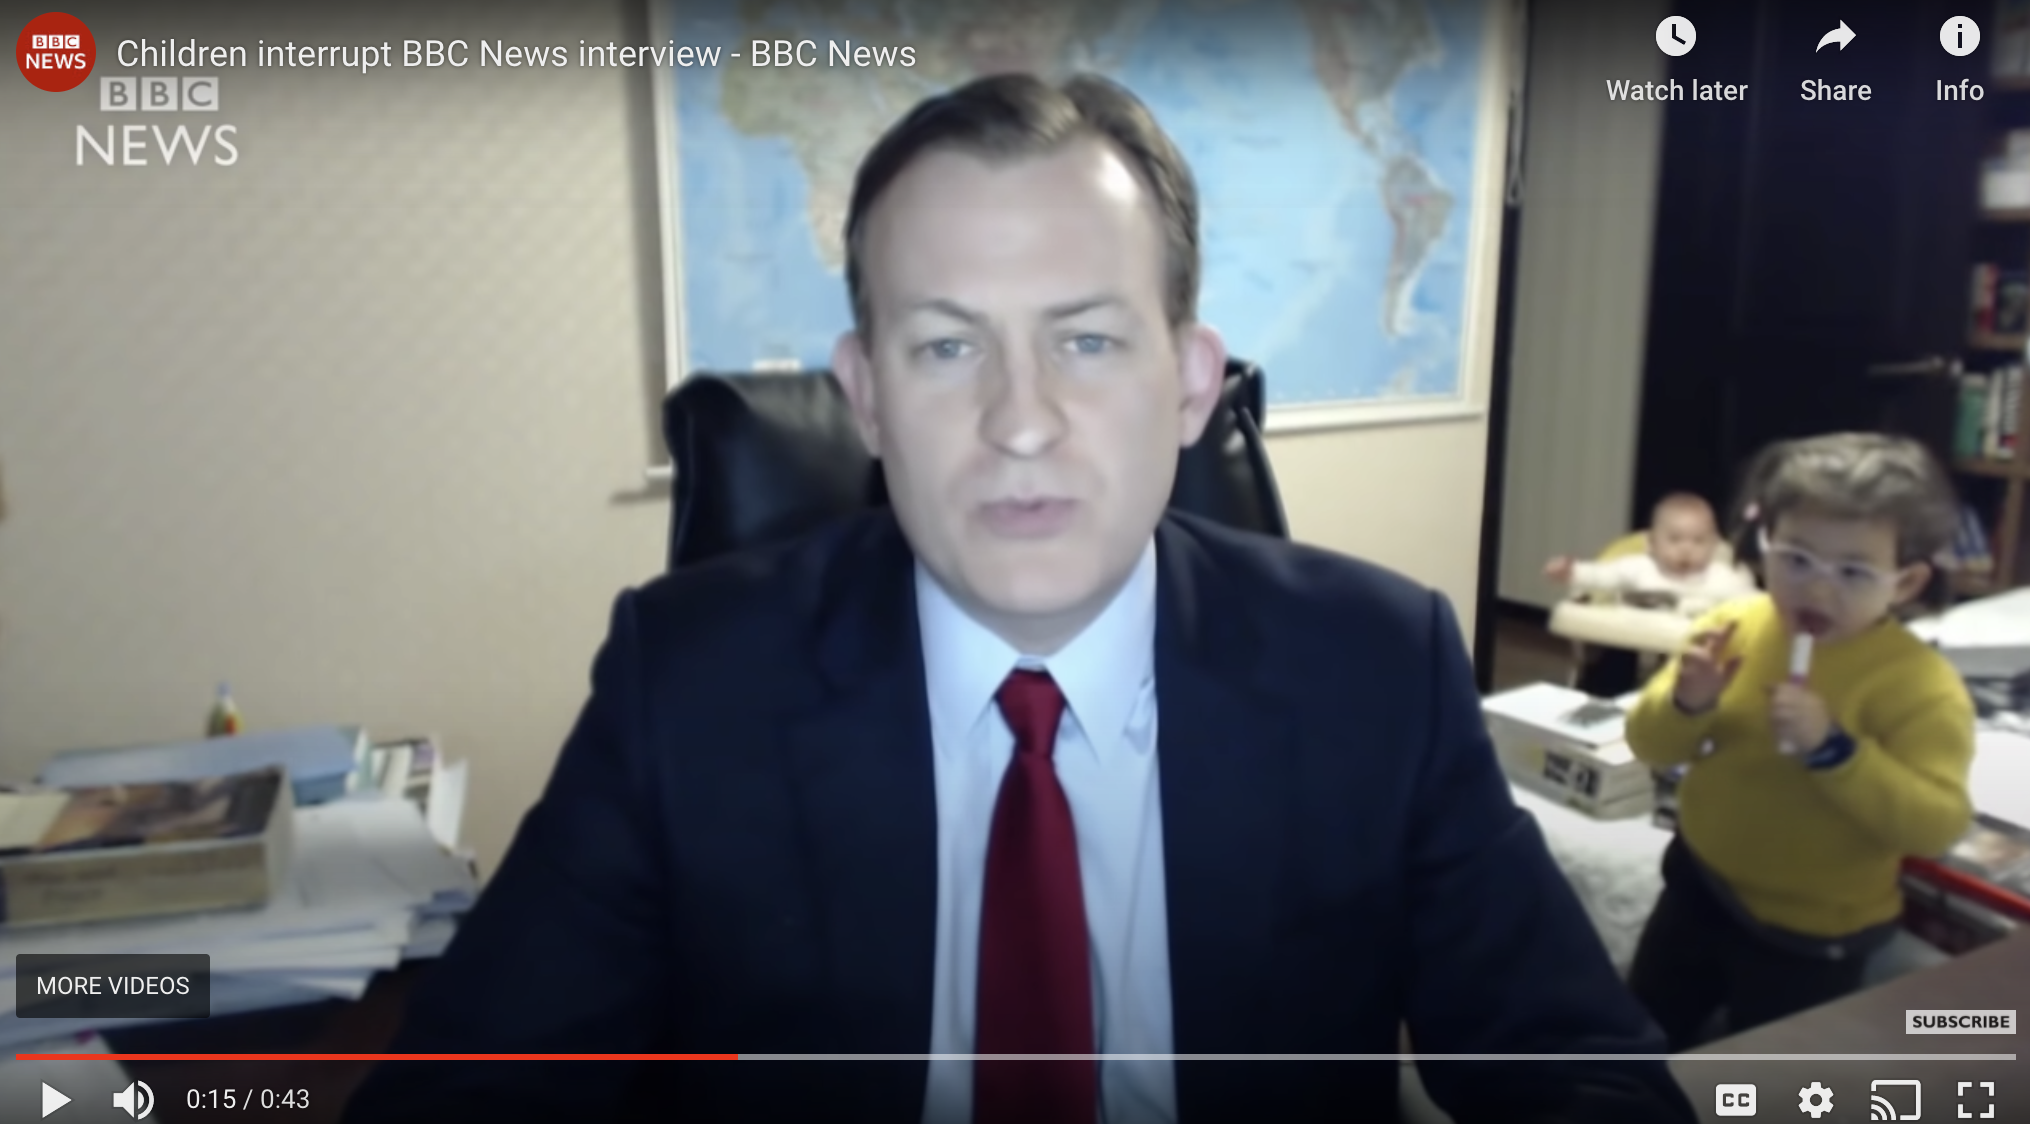 BBC
NEWS
Children interrupt BBC News interview - BBC News
Watch later
Share
Info
BBC
NEWS
MORE VIDEOS
SUBSCRIBE
0:15 / 0:43
CC